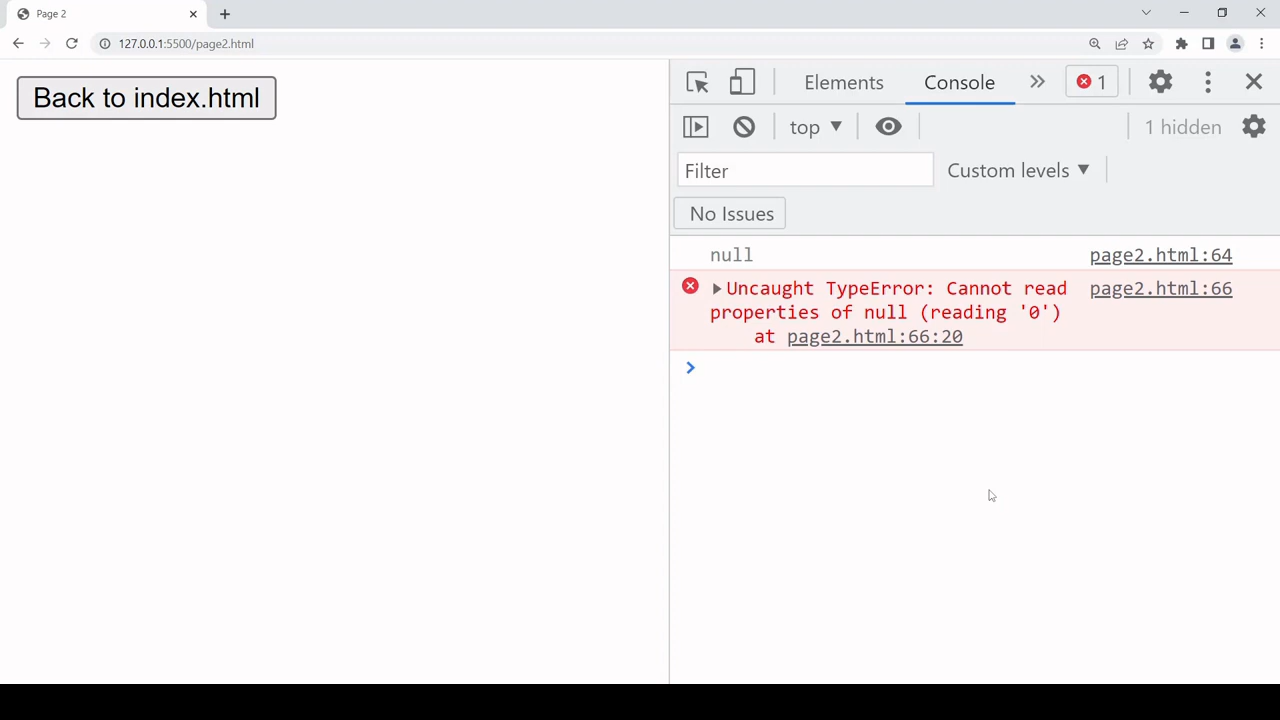 Page 2
127.0.0.1:5500/page2.html
Back to index.html
Elements
Console
1
top
1 hidden
Filter
Custom levels
No Issues
null
page2.html:64
Uncaught TypeError: Cannot read
page2.html:66
properties of null (reading '0')
at page2.html:66:20